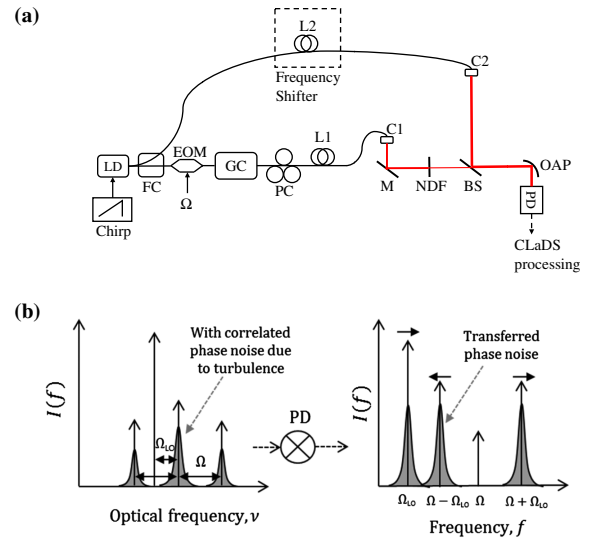 (a)
L2
C2
Frequency
Shifter
L1
C1
EOM
LD
GC
OAP
FC
PC
M
NDF
BS
PD
Ω
Chirp
CLaDS
processing
(b)
With correlated
phase noise due
to turbulence
Transferred
phase noise
I(f)
PD
I(f)
Ω_LO
Ω
Ω_LO
Ω − Ω_LO
Ω
Ω + Ω_LO
Optical frequency, ν
Frequency, f